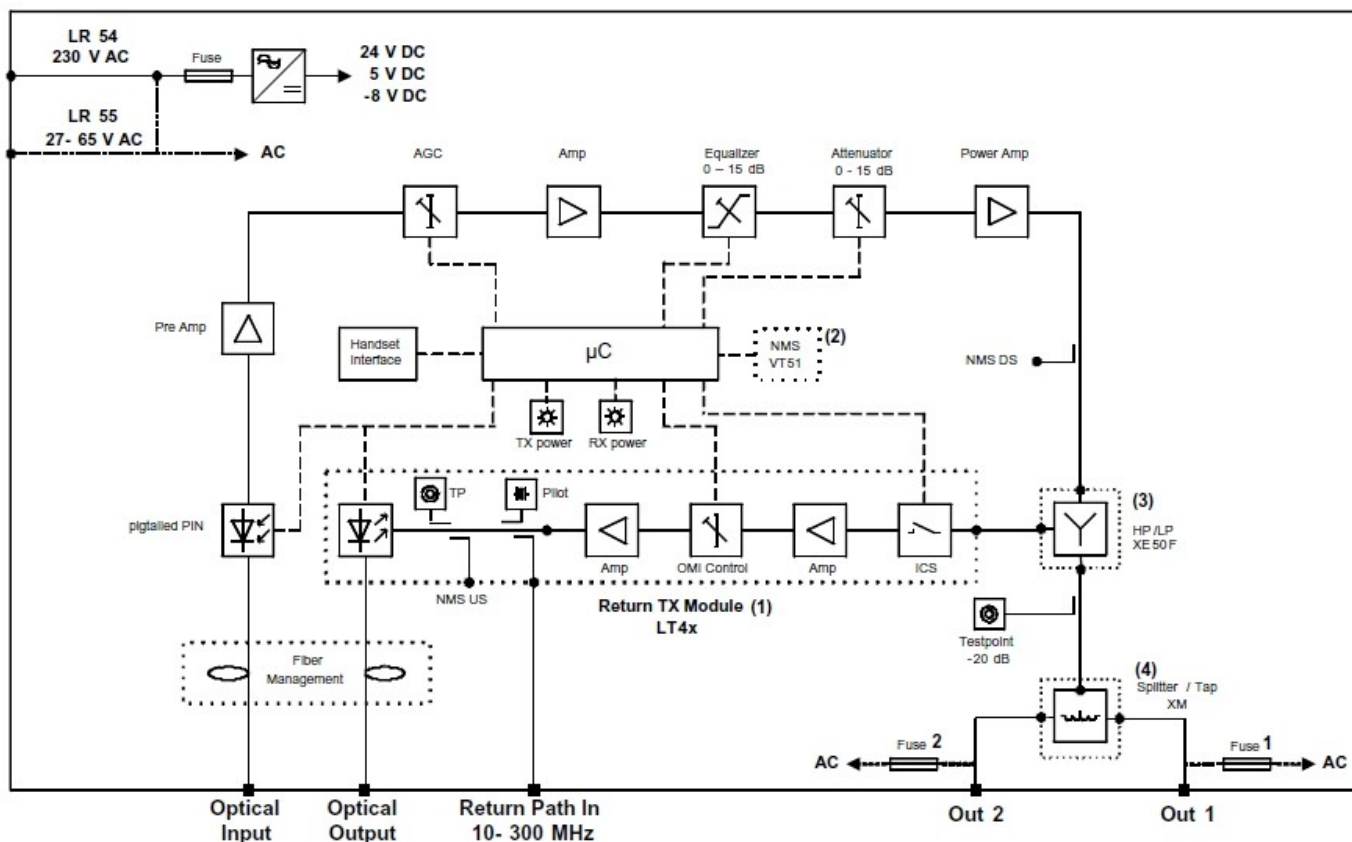 LR 54
230 V AC
Fuse
24 V DC
5 V DC
-8 V DC
LR 55
27- 65 V AC
AC
AGC
Amp
Equalizer
0 – 15 dB
Attenuator
0 - 15 dB
Power Amp
Pre Amp
Handset
Interface
µC
NMS
VT51
(2)
NMS DS
TX power
RX power
TP
Pilot
pigtailed PIN
(3)
HP/LP
XE50F
Amp
OMI Control
Amp
ICS
NMS US
Return TX Module (1)
LT4x
Testpoint
-20 dB
Fiber
Management
(4)
Splitter / Tap
XM
AC
Fuse 2
Fuse 1
AC
Optical
Input
Optical
Output
Return Path In
10- 300 MHz
Out 2
Out 1